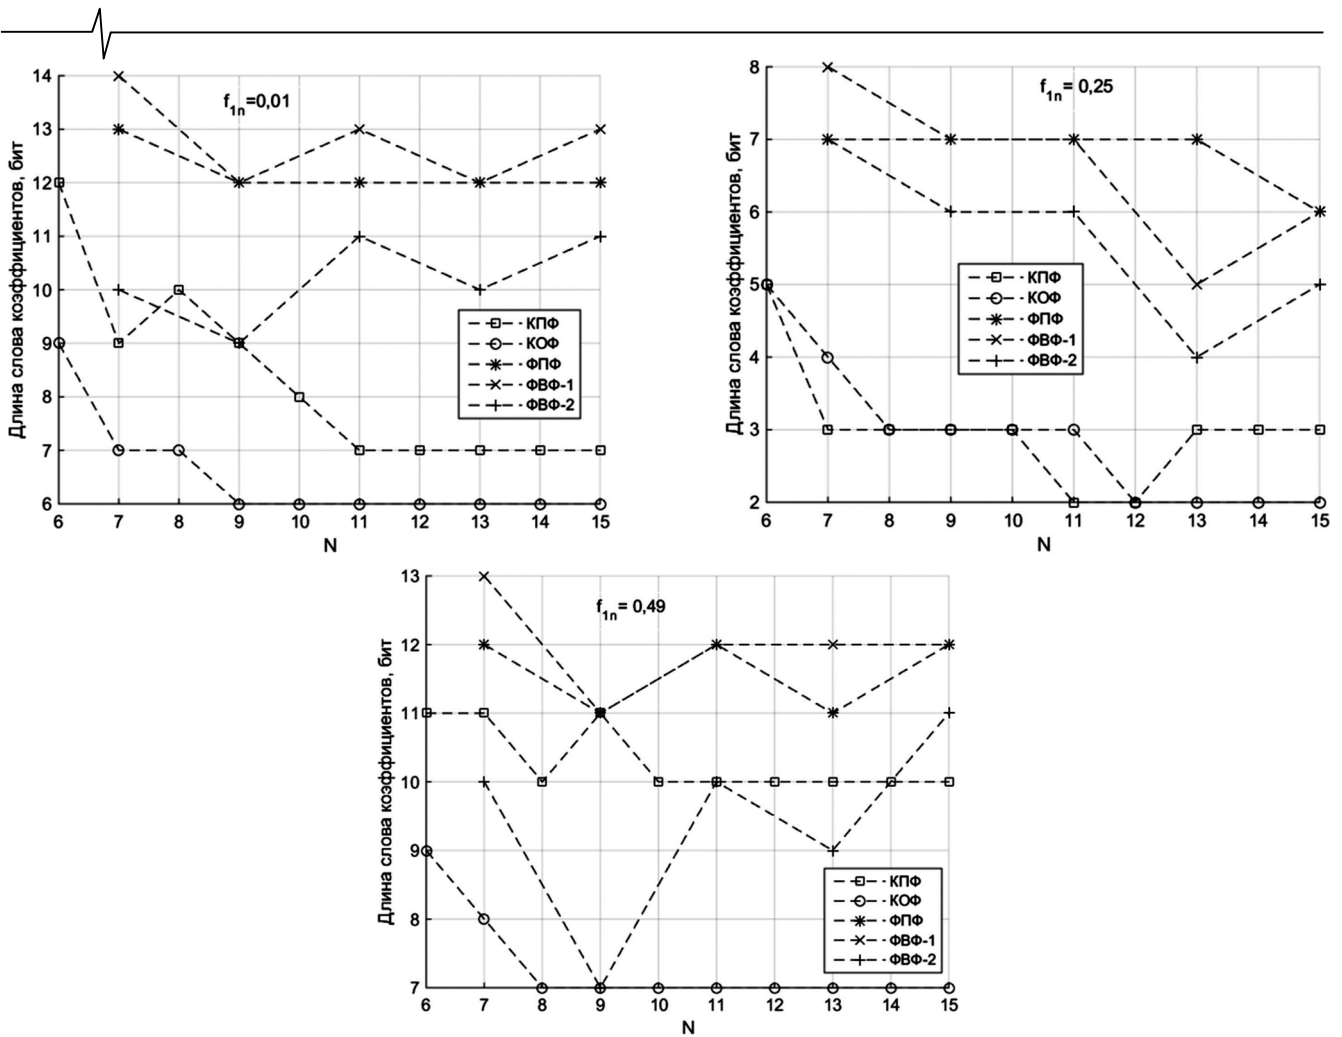 14
13
12
11
10
9
8
7
6
6 7 8 9 10 11 12 13 14 15
N
Длина слова коэффициентов, бит
f1n=0,01
КПФ
КОФ
ФПФ
ФВФ-1
ФВФ-2
8
7
6
5
4
3
2
6 7 8 9 10 11 12 13 14 15
N
Длина слова коэффициентов, бит
f1n= 0,25
КПФ
КОФ
ФПФ
ФВФ-1
ФВФ-2
13
12
11
10
9
8
7
6 7 8 9 10 11 12 13 14 15
N
Длина слова коэффициентов, бит
f1n= 0,49
КПФ
КОФ
ФПФ
ФВФ-1
ФВФ-2